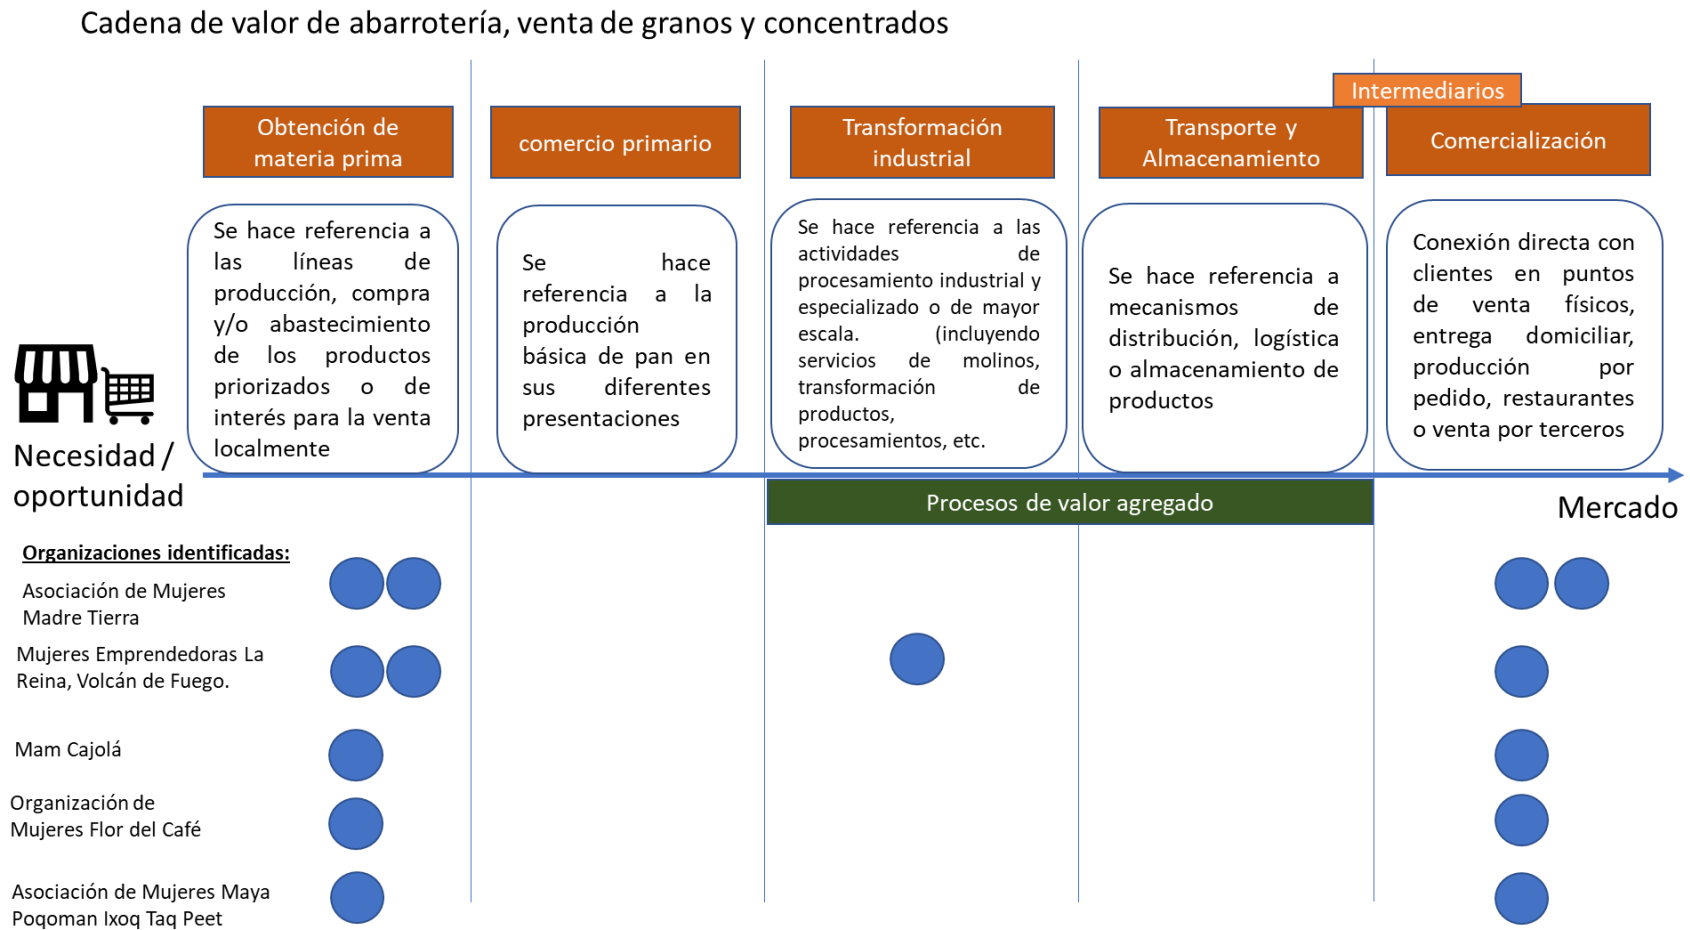 Cadena de valor de abarrotería, venta de granos y concentrados
Intermediarios
Obtención de
materia prima
comercio primario
Transformación
industrial
Transporte y
Almacenamiento
Comercialización
Se hace referencia a
las líneas de
producción, compra
y/o abastecimiento
de los productos
priorizados o de
interés para la venta
localmente
Se hace
referencia a la
producción
básica de pan en
sus diferentes
presentaciones
Se hace referencia a las
actividades de
procesamiento industrial y
especializado o de mayor
escala. (incluyendo
servicios de molinos,
transformación de
productos,
procesamientos, etc.
Se hace referencia a
mecanismos de
distribución, logística
o almacenamiento de
productos
Conexión directa con
clientes en puntos
de venta físicos,
entrega domiciliar,
producción por
pedido, restaurantes
o venta por terceros
Necesidad /
oportunidad
Procesos de valor agregado
Mercado
Organizaciones identificadas:
Asociación de Mujeres
Madre Tierra
Mujeres Emprendedoras La
Reina, Volcán de Fuego.
Mam Cajolá
Organización de
Mujeres Flor del Café
Asociación de Mujeres Maya
Poqoman Ixoq Taq Peet